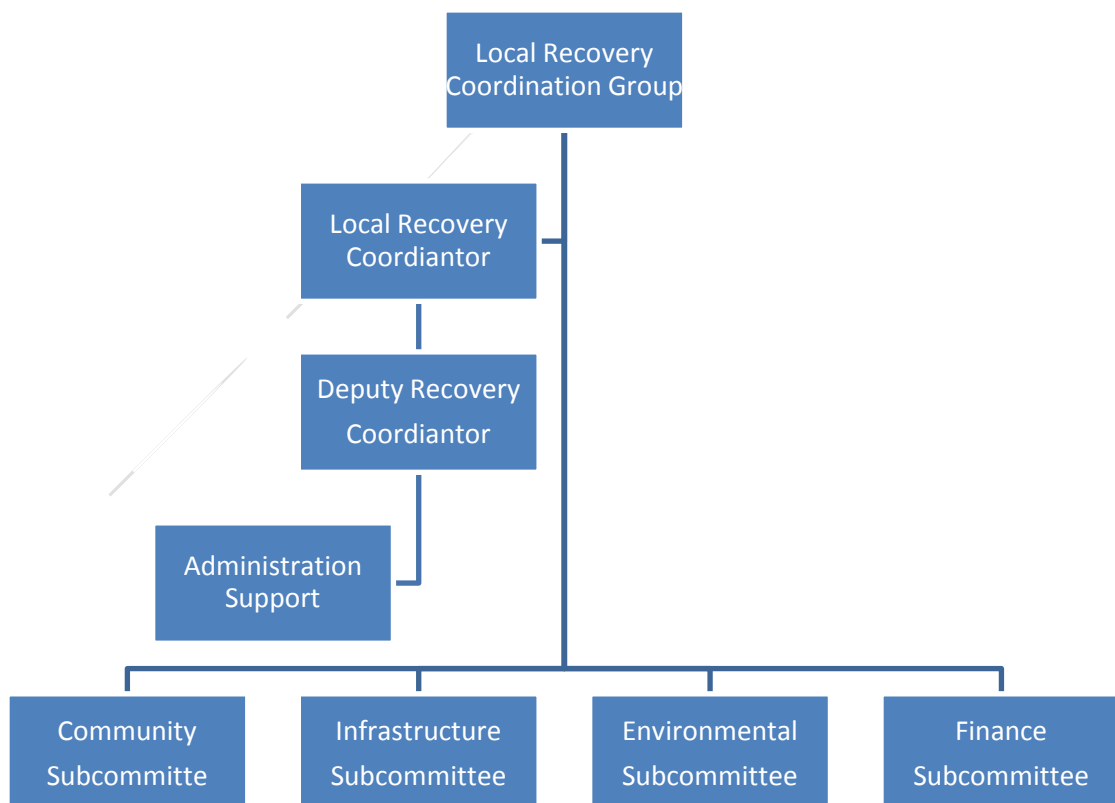 Local Recovery
Coordination Group
Local Recovery
Coordiantor
Deputy Recovery
Coordiantor
Administration
Support
Community
Subcommitte
Infrastructure
Subcommittee
Environmental
Subcommittee
Finance
Subcommittee